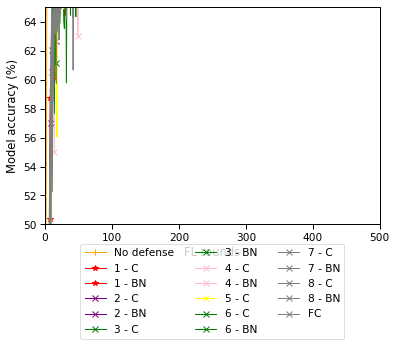 Model accuracy (%)
64
62
60
58
56
54
52
50
0
100
200
300
400
500
No defense
1 - C
1 - BN
2 - C
2 - BN
3 - C
3 - BN
4 - C
4 - BN
5 - C
6 - C
6 - BN
7 - C
7 - BN
8 - C
8 - BN
FC